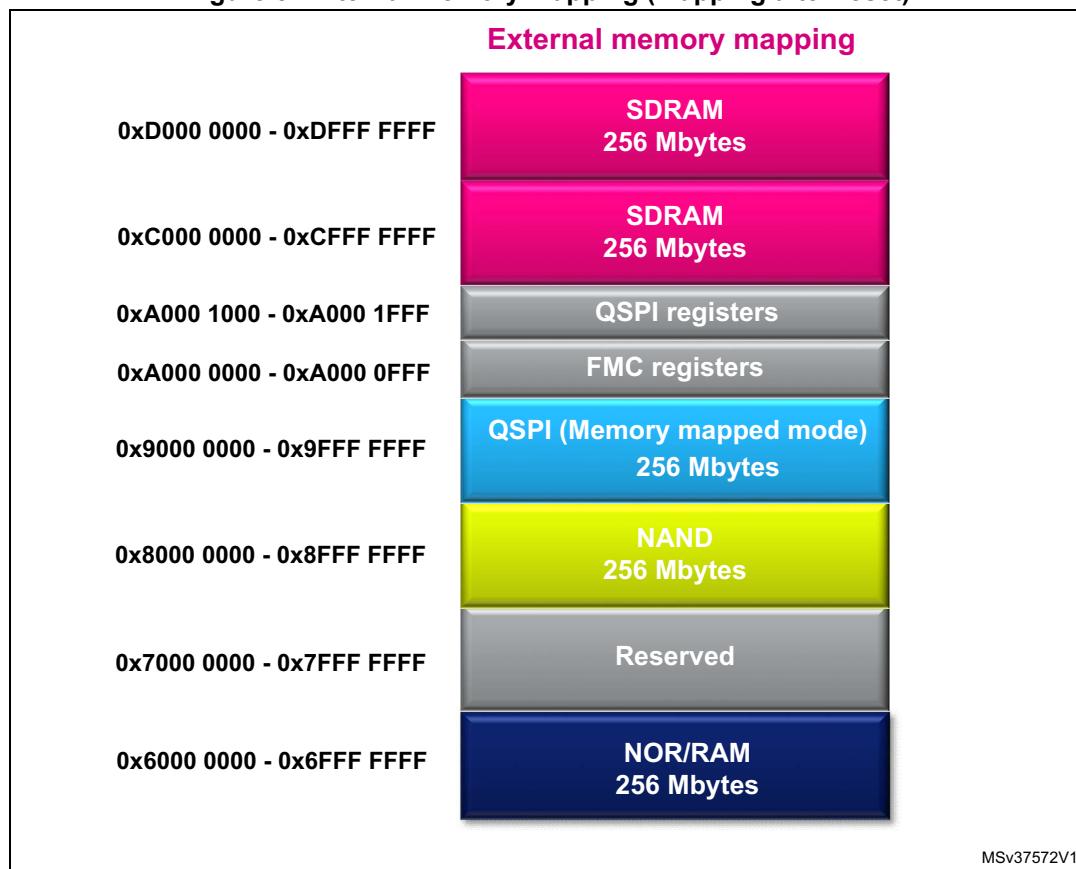 External memory mapping
0xD000 0000 - 0xDFFF FFFF
SDRAM
256 Mbytes
0xC000 0000 - 0xCFFF FFFF
SDRAM
256 Mbytes
0xA000 1000 - 0xA000 1FFF
QSPI registers
0xA000 0000 - 0xA000 0FFF
FMC registers
0x9000 0000 - 0x9FFF FFFF
QSPI (Memory mapped mode)
256 Mbytes
0x8000 0000 - 0x8FFF FFFF
NAND
256 Mbytes
0x7000 0000 - 0x7FFF FFFF
Reserved
0x6000 0000 - 0x6FFF FFFF
NOR/RAM
256 Mbytes
MSv37572V1